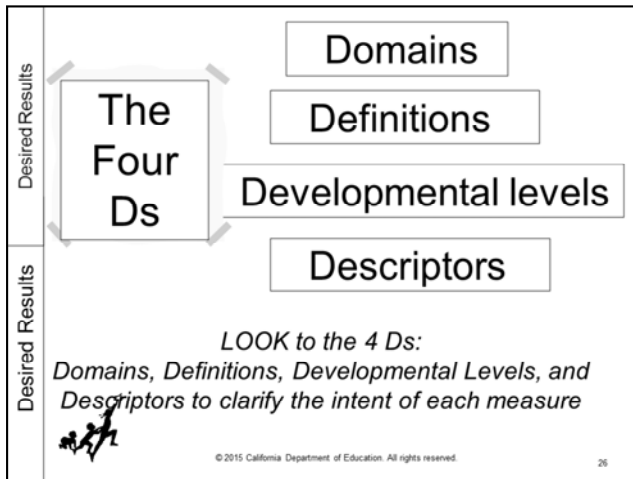 Desired Results
Desired Results
The
Four
Ds
Domains
Definitions
Developmental levels
Descriptors
LOOK to the 4 Ds:
Domains, Definitions, Developmental Levels, and
Descriptors to clarify the intent of each measure
© 2015 California Department of Education. All rights reserved.
26